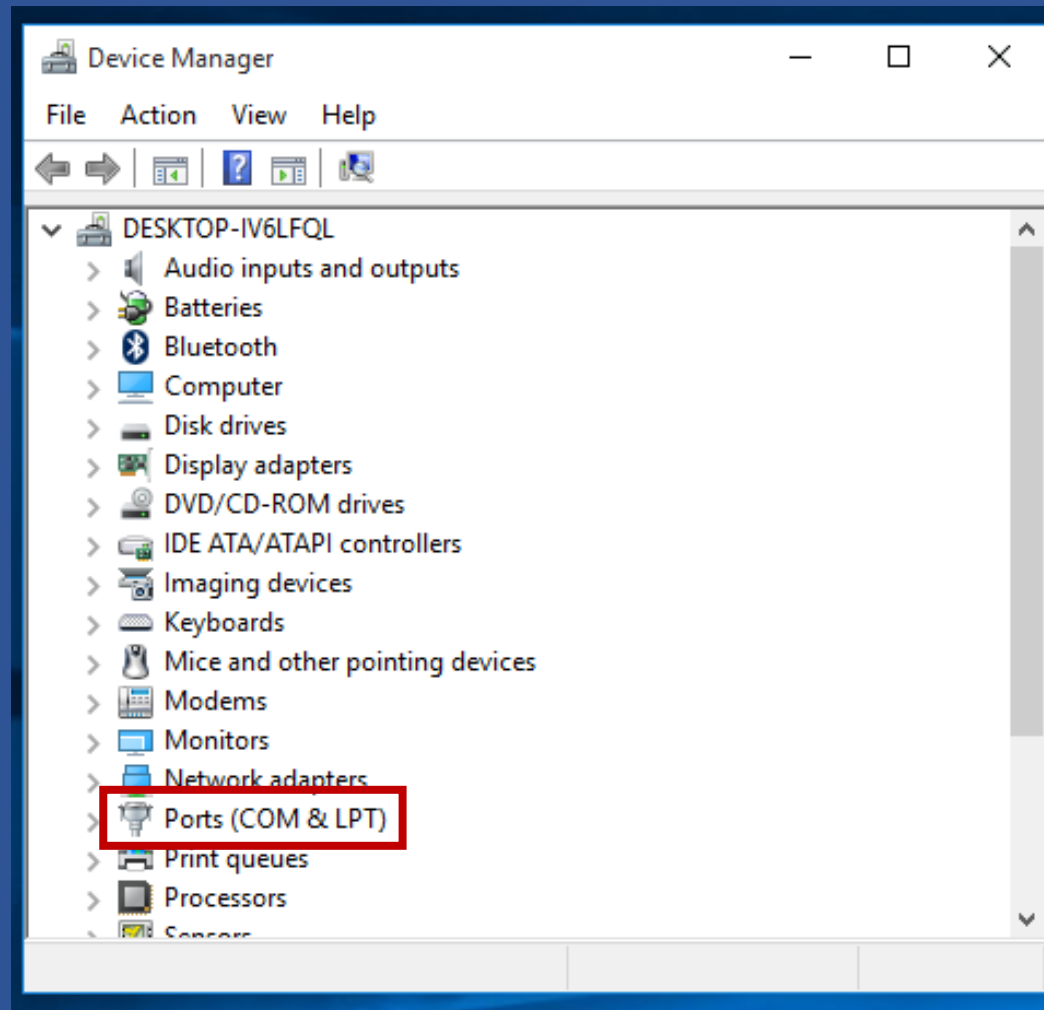 Device Manager
File Action View Help
DESKTOP-IV6LFQL
Audio inputs and outputs
Batteries
Bluetooth
Computer
Disk drives
Display adapters
DVD/CD-ROM drives
IDE ATA/ATAPI controllers
Imaging devices
Keyboards
Mice and other pointing devices
Modems
Monitors
Network adapters
Ports (COM & LPT)
Print queues
Processors
Sensors